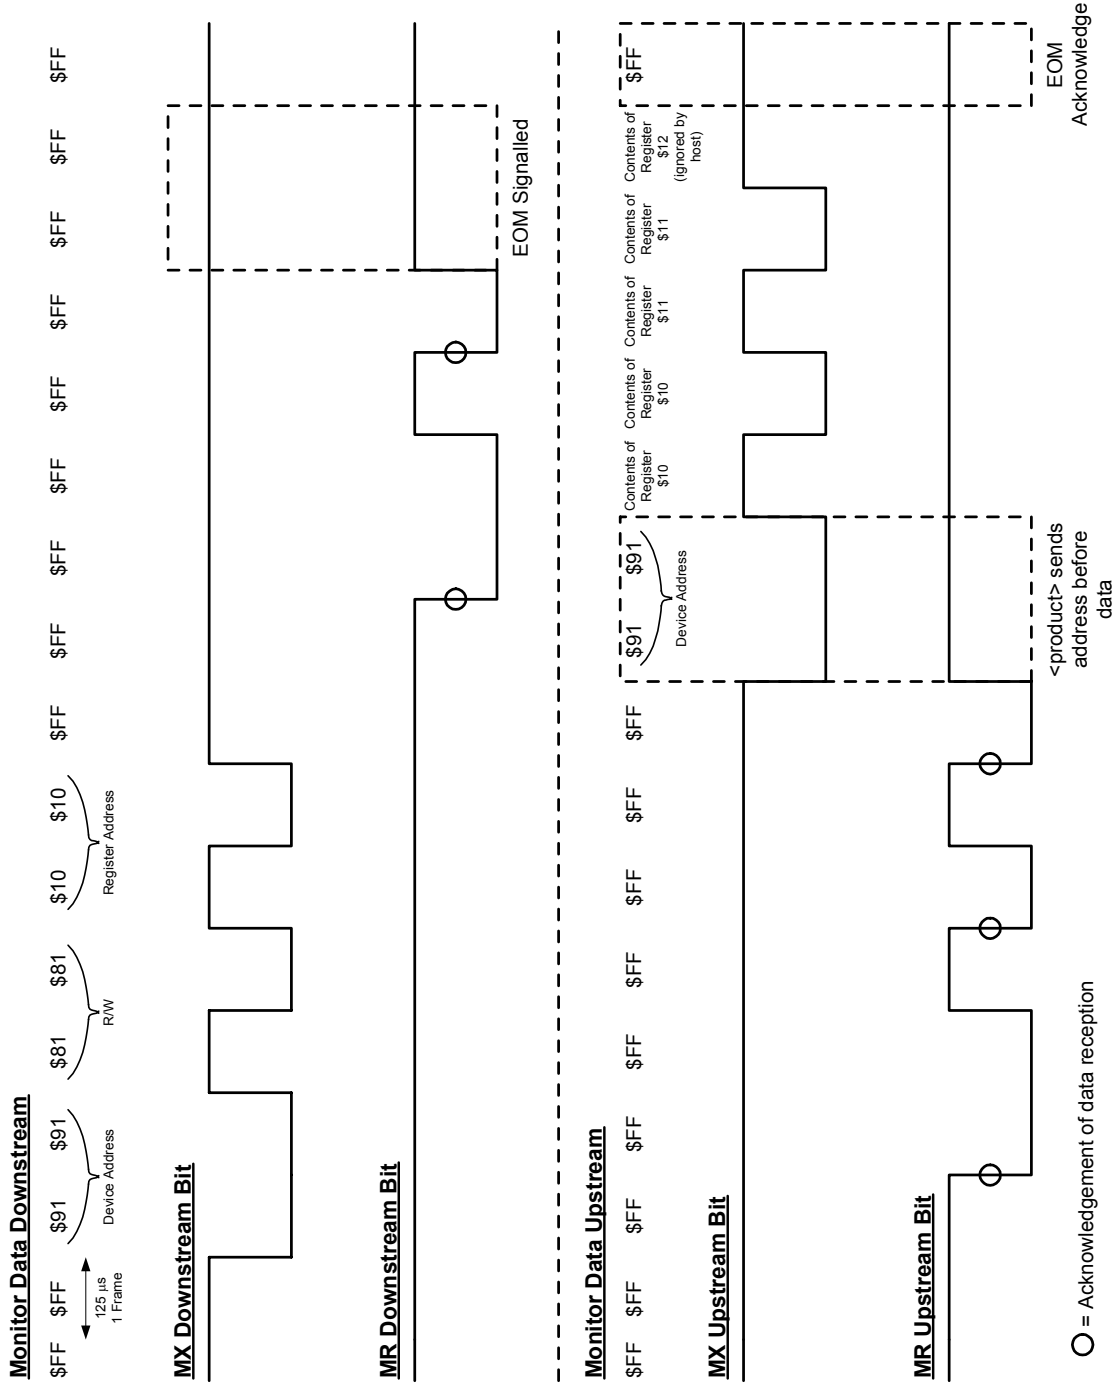 Monitor Data Downstream
$FF $FF $91 $91 $81 $81 $10 $10 $FF $FF $FF $FF $FF $FF $FF $FF $FF
125 µs
1 Frame
Device Address
R/W
Register Address
MX Downstream Bit
MR Downstream Bit
EOM Signalled
Monitor Data Upstream
$FF $FF $FF $FF $FF $FF $FF $FF $FF $91 $91
Device Address
Contents of
Register
$10
Contents of
Register
$10
Contents of
Register
$11
Contents of
Register
$11
Contents of
Register
$12
(ignored by
host)
$FF
MX Upstream Bit
MR Upstream Bit
<product> sends
address before
data
EOM
Acknowledge
= Acknowledgement of data reception